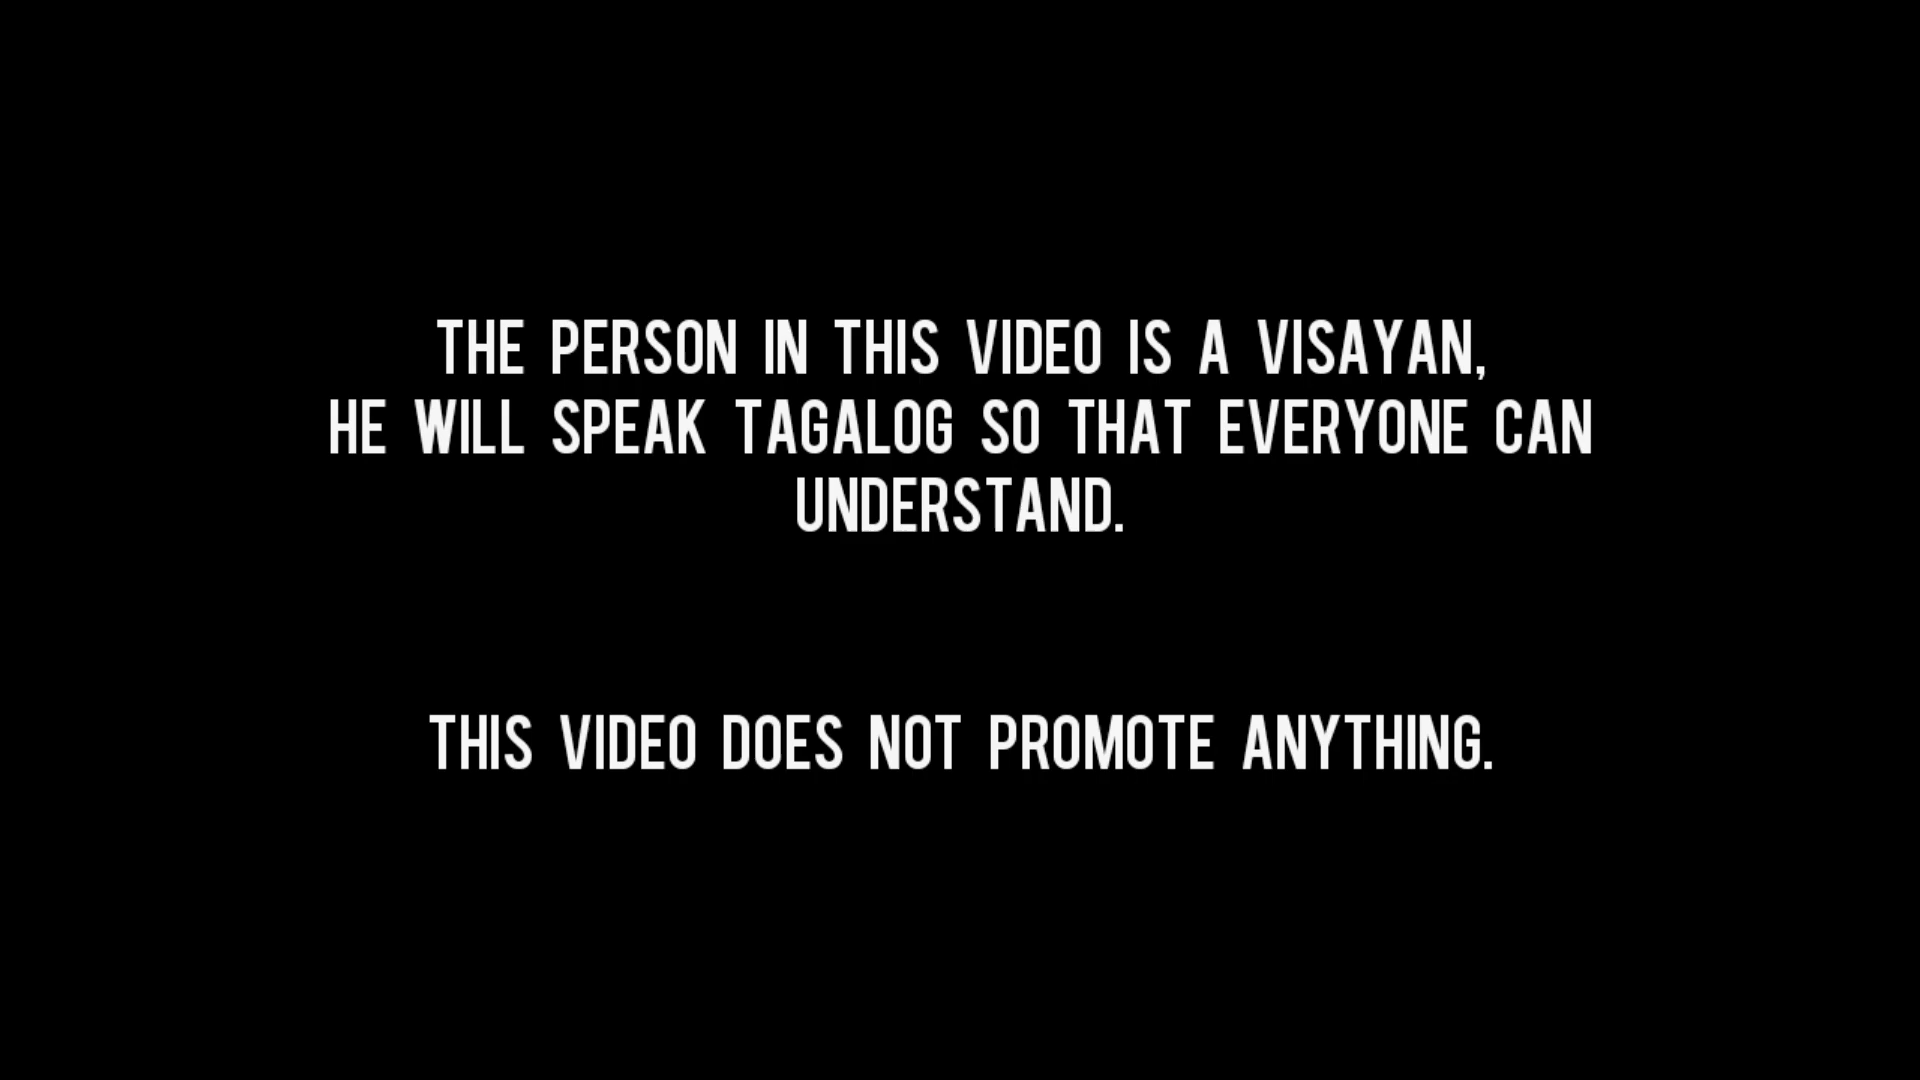 THE PERSON IN THIS VIDEO IS A VISAYAN,
HE WILL SPEAK TAGALOG SO THAT EVERYONE CAN
UNDERSTAND.
THIS VIDEO DOES NOT PROMOTE ANYTHING.